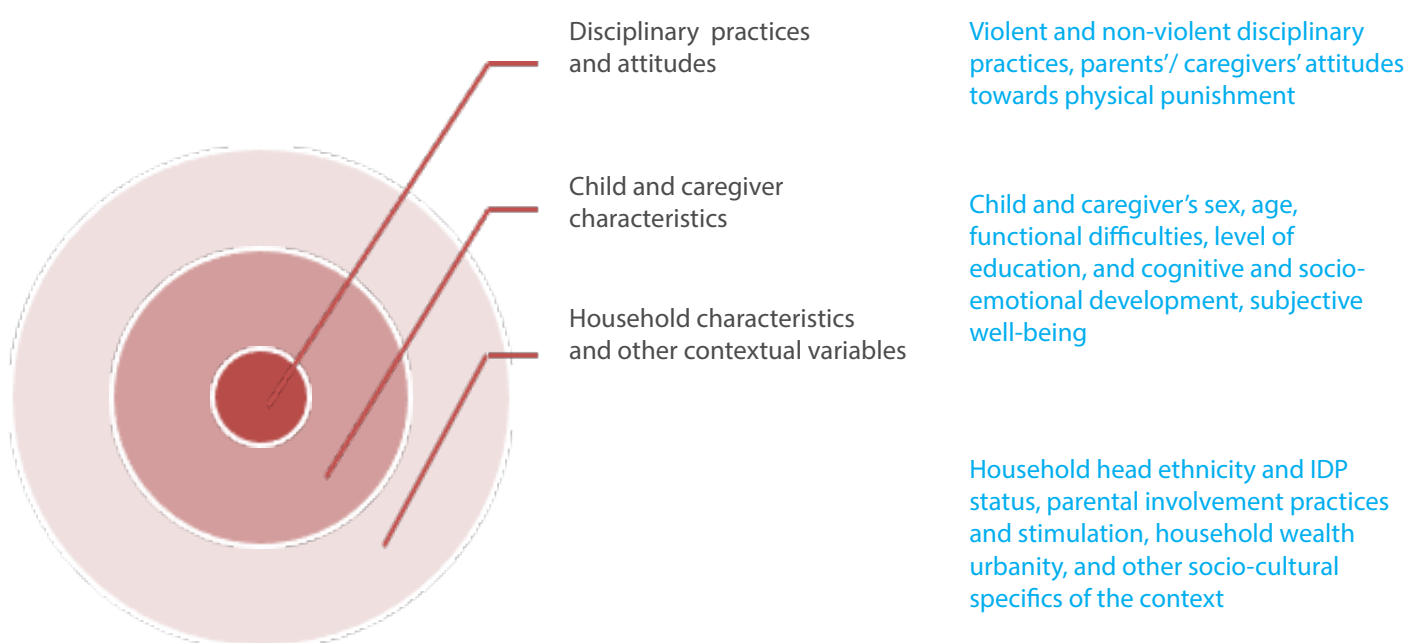 Disciplinary practices
and attitudes
Violent and non-violent disciplinary
practices, parents’/ caregivers’ attitudes
towards physical punishment
Child and caregiver
characteristics
Child and caregiver’s sex, age,
functional difficulties, level of
education, and cognitive and socio-
emotional development, subjective
well-being
Household characteristics
and other contextual variables
Household head ethnicity and IDP
status, parental involvement practices
and stimulation, household wealth
urbanity, and other socio-cultural
specifics of the context